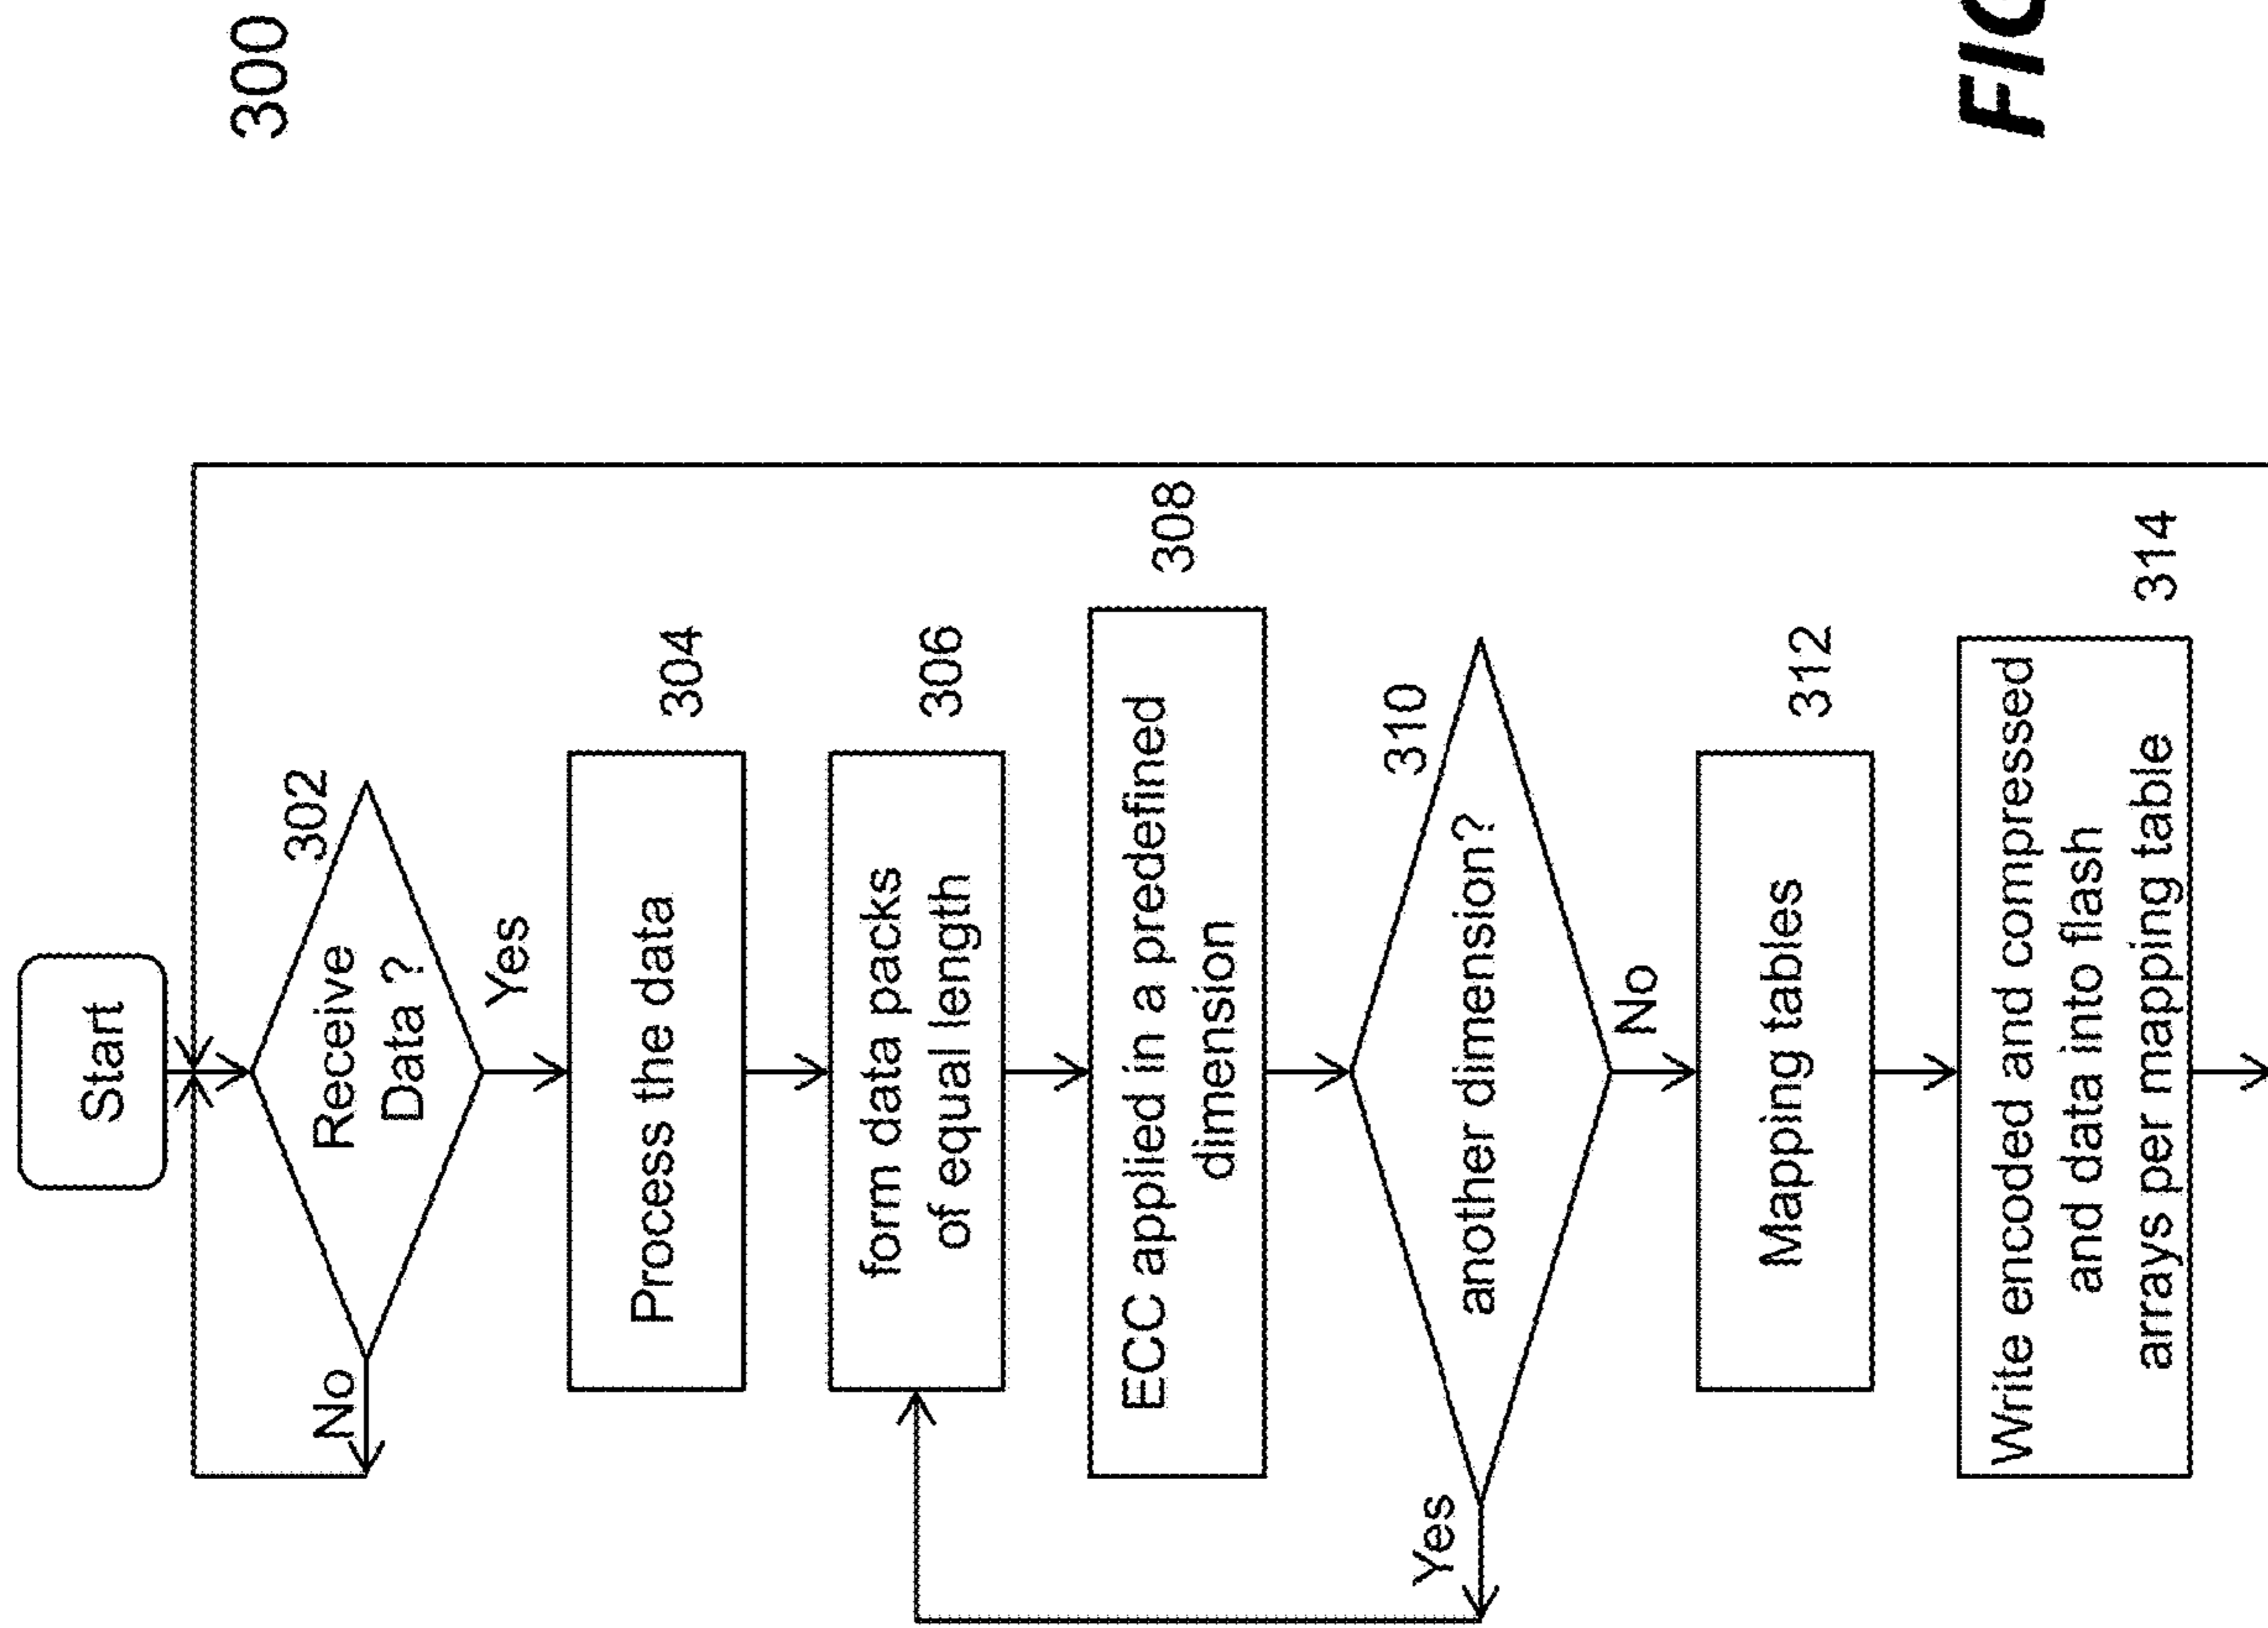 300
Start
302
Receive
Data ?
No
Yes
Process the data
304
form data packs
of equal length
306
ECC applied in a predefined
dimension
308
310
another dimension?
Yes
No
Mapping tables
312
Write encoded and compressed
and data into flash
arrays per mapping table
314